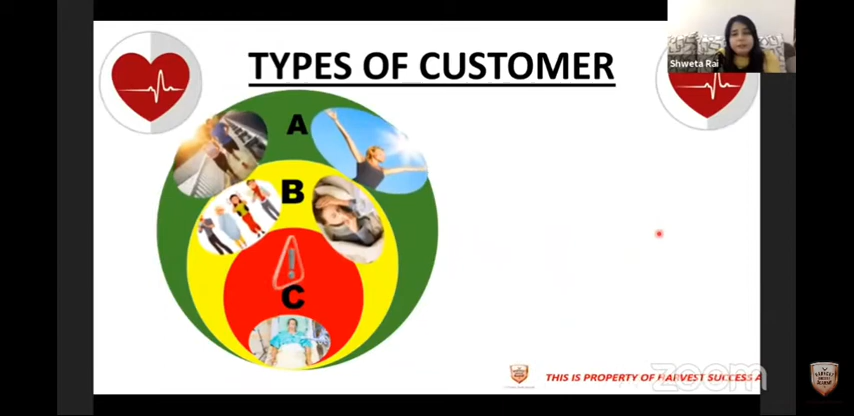 TYPES OF CUSTOMER
Shweta Rai
A
B
C
THIS IS PROPERTY OF HARVEST SUCCESS A
zoom